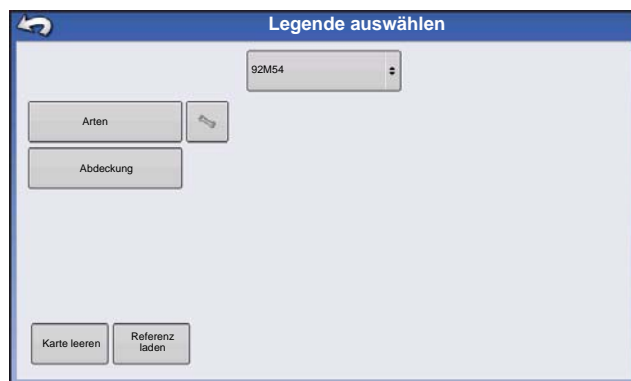 Legende auswählen
92M54
Arten
Abdeckung
Karte leeren
Referenz
laden